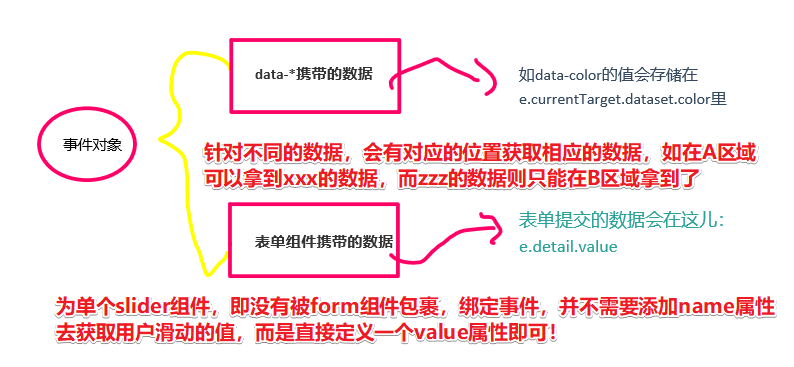 data-*携带的数据
如data-color的值会存储在
e.currentTarget.dataset.color里
事件对象
针对不同的数据，会有对应的位置获取相应的数据，如在A区域
可以拿到xxx的数据，而zzz的数据则只能在B区域拿到了
表单组件携带的数据
表单提交的数据会在这儿：
e.detail.value
为单个slider组件，即没有被form组件包裹，绑定事件，并不需要添加name属性
去获取用户滑动的值，而是直接定义一个value属性即可！